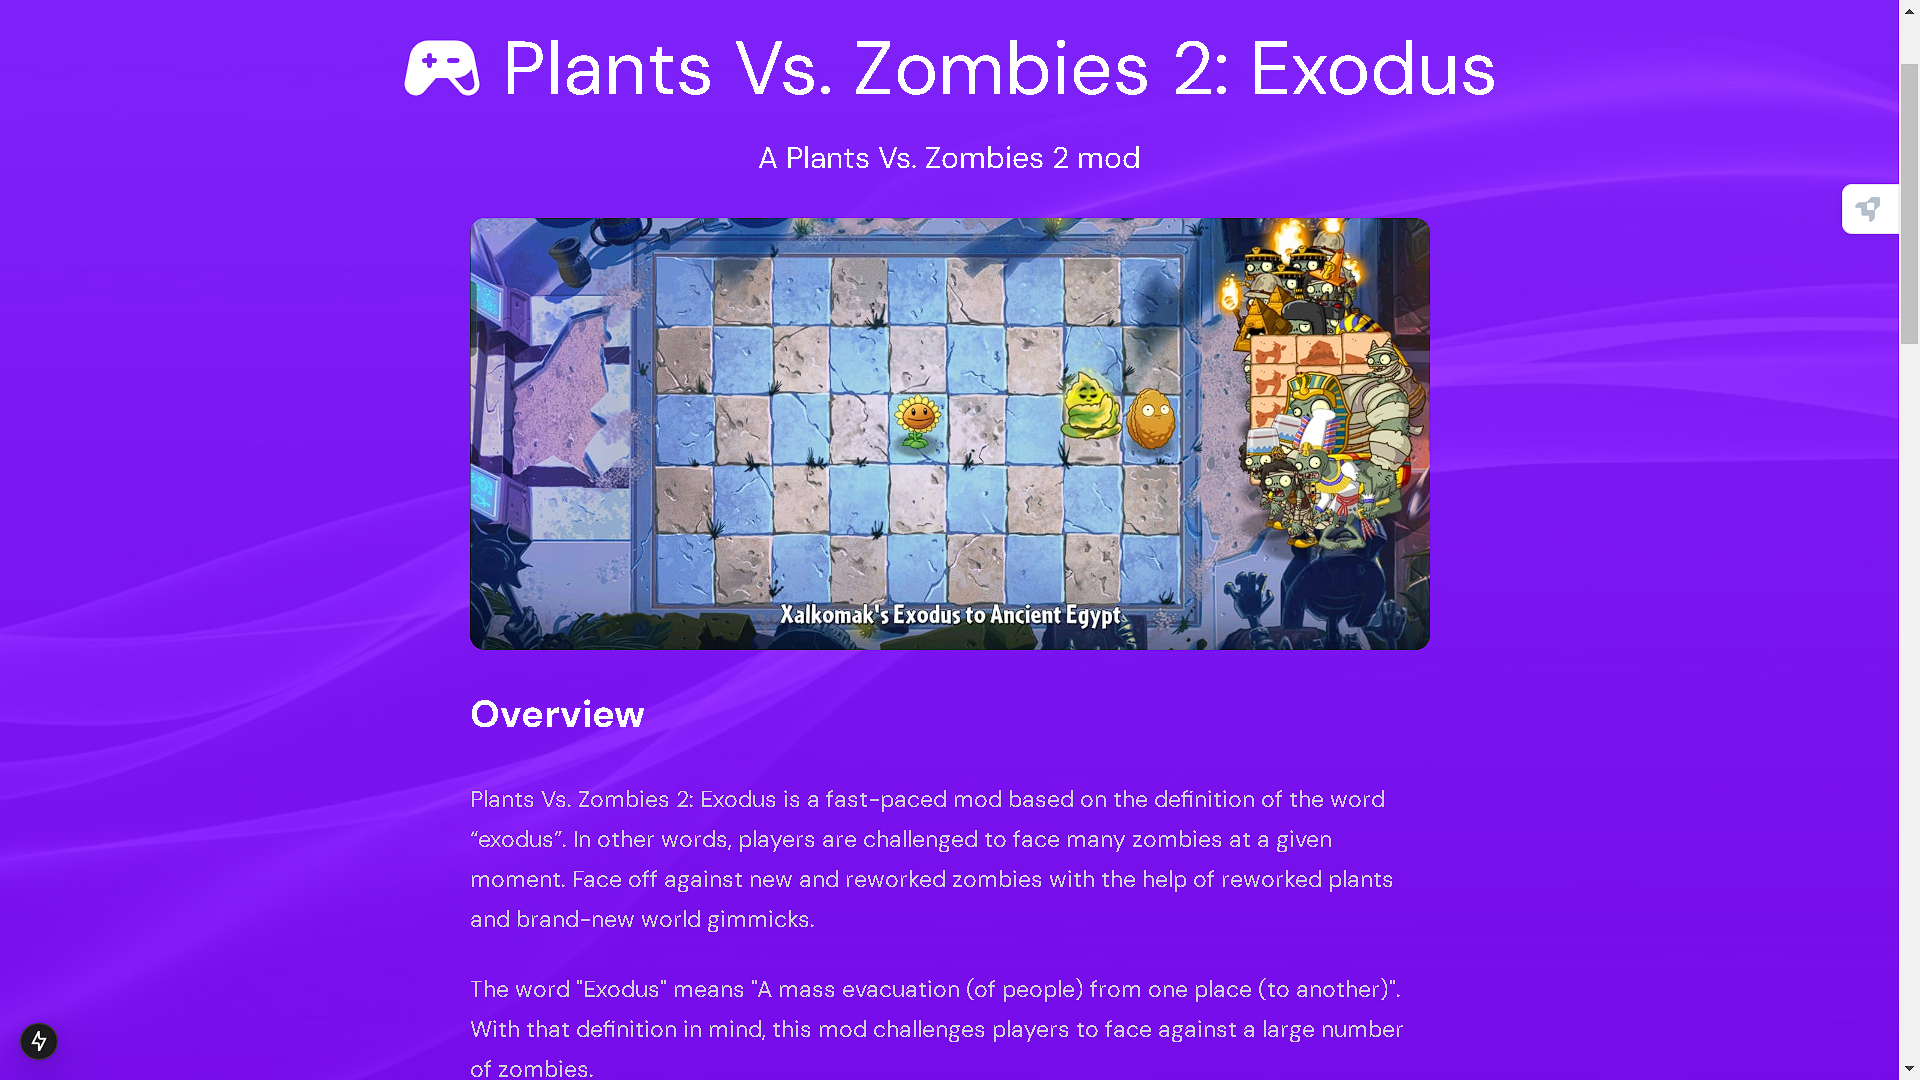 Plants Vs. Zombies 2: Exodus
A Plants Vs. Zombies 2 mod
Xalkomak's Exodus to Ancient Egypt
Overview
Plants Vs. Zombies 2: Exodus is a fast-paced mod based on the definition of the word
“exodus”. In other words, players are challenged to face many zombies at a given
moment. Face off against new and reworked zombies with the help of reworked plants
and brand-new world gimmicks.
The word "Exodus" means "A mass evacuation (of people) from one place (to another)".
With that definition in mind, this mod challenges players to face against a large number
of zombies.